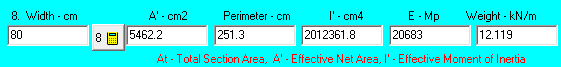 8. Width - cm A' - cm2 Perimeter - cm I' - cm4 E - Mp Weight - kN/m
80 8 5462.2 251.3 2012361.8 20683 12.119
At - Total Section Area, A' - Effective Net Area, I' - Effective Moment of Inertia